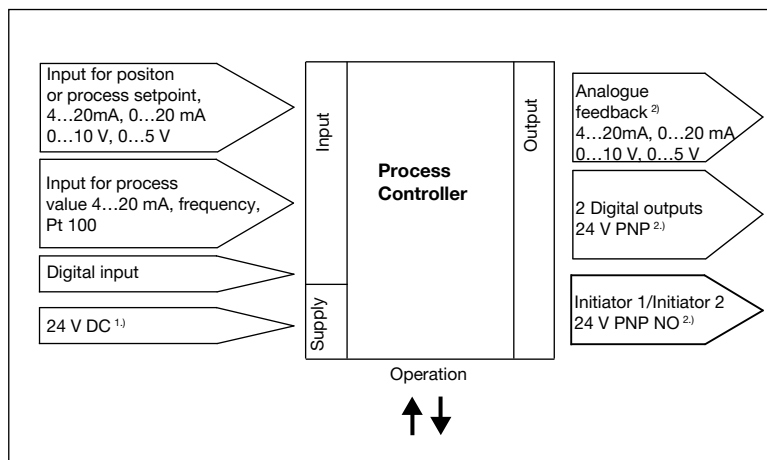 Input for positon
or process setpoint,
4…20mA, 0…20 mA
0…10 V, 0…5 V
Input for process
value 4…20 mA, frequency,
Pt 100
Digital input
24 V DC 1.)
Input
Supply
Process
Controller
Output
Analogue
feedback 2)
4…20mA, 0…20 mA
0…10 V, 0…5 V
2 Digital outputs
24 V PNP 2.)
Initiator 1/Initiator 2
24 V PNP NO 2.)
Operation